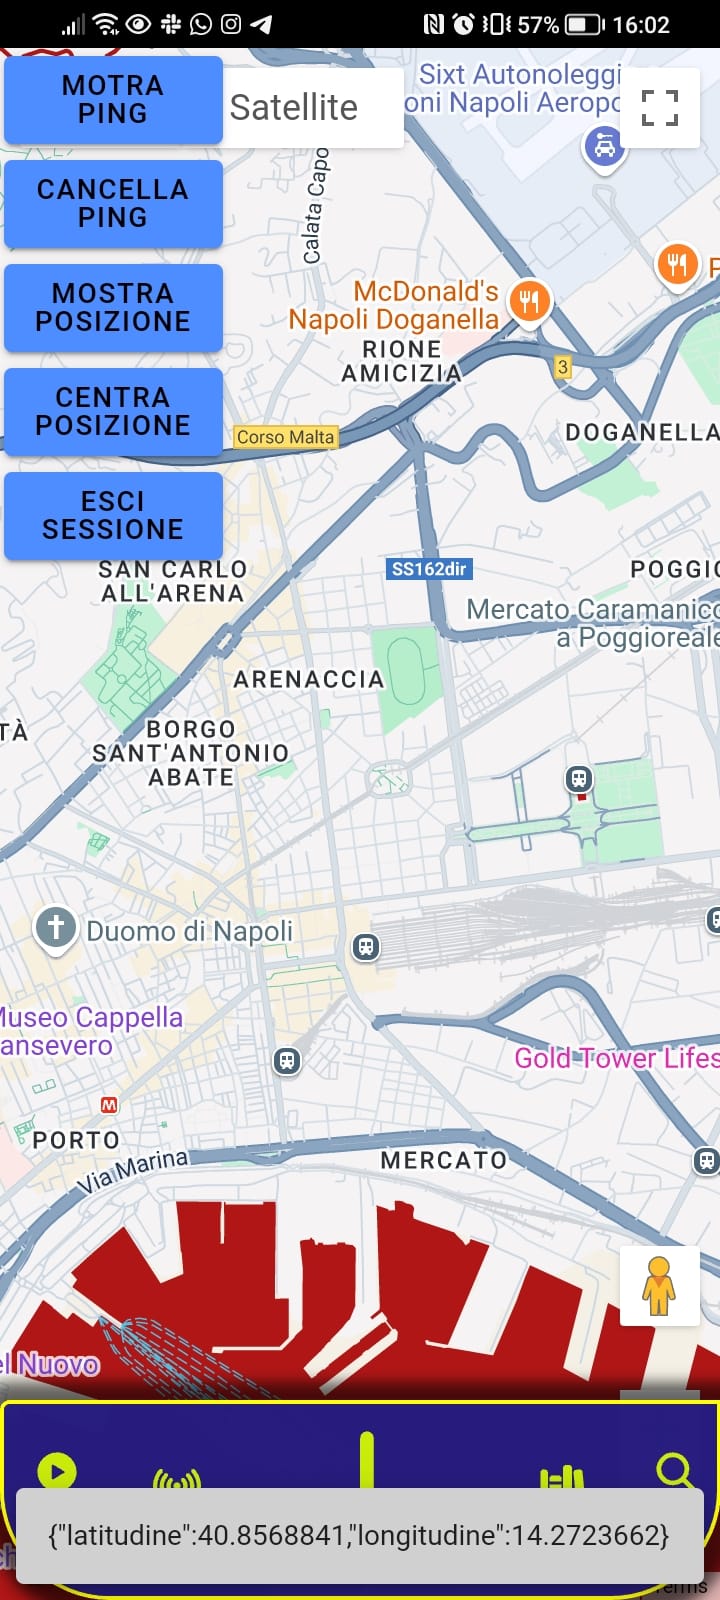 57% 16:02
MOTRA
PING
Satellite
Sixt Autonoleggi
oni Napoli Aeropo
CANCELLA
PING
Calata Capo
MOSTRA
POSIZIONE
McDonald's
Napoli Doganella
RIONE
AMICIZIA
3
CENTRA
POSIZIONE
Corso Malta
DOGANELLA
ESCI
SESSIONE
SAN CARLO
ALL'ARENA
SS162dir
POGGIO
Mercato Caramanico
a Poggioreale
ARENACCIA
TÀ
BORGO
SANT'ANTONIO
ABATE
Duomo di Napoli
Museo Cappella
ansevero
Gold Tower Lifes
M
PORTO
Via Marina
MERCATO
el Nuovo
{"latitudine":40.8568841,"longitudine":14.2723662}
Terms